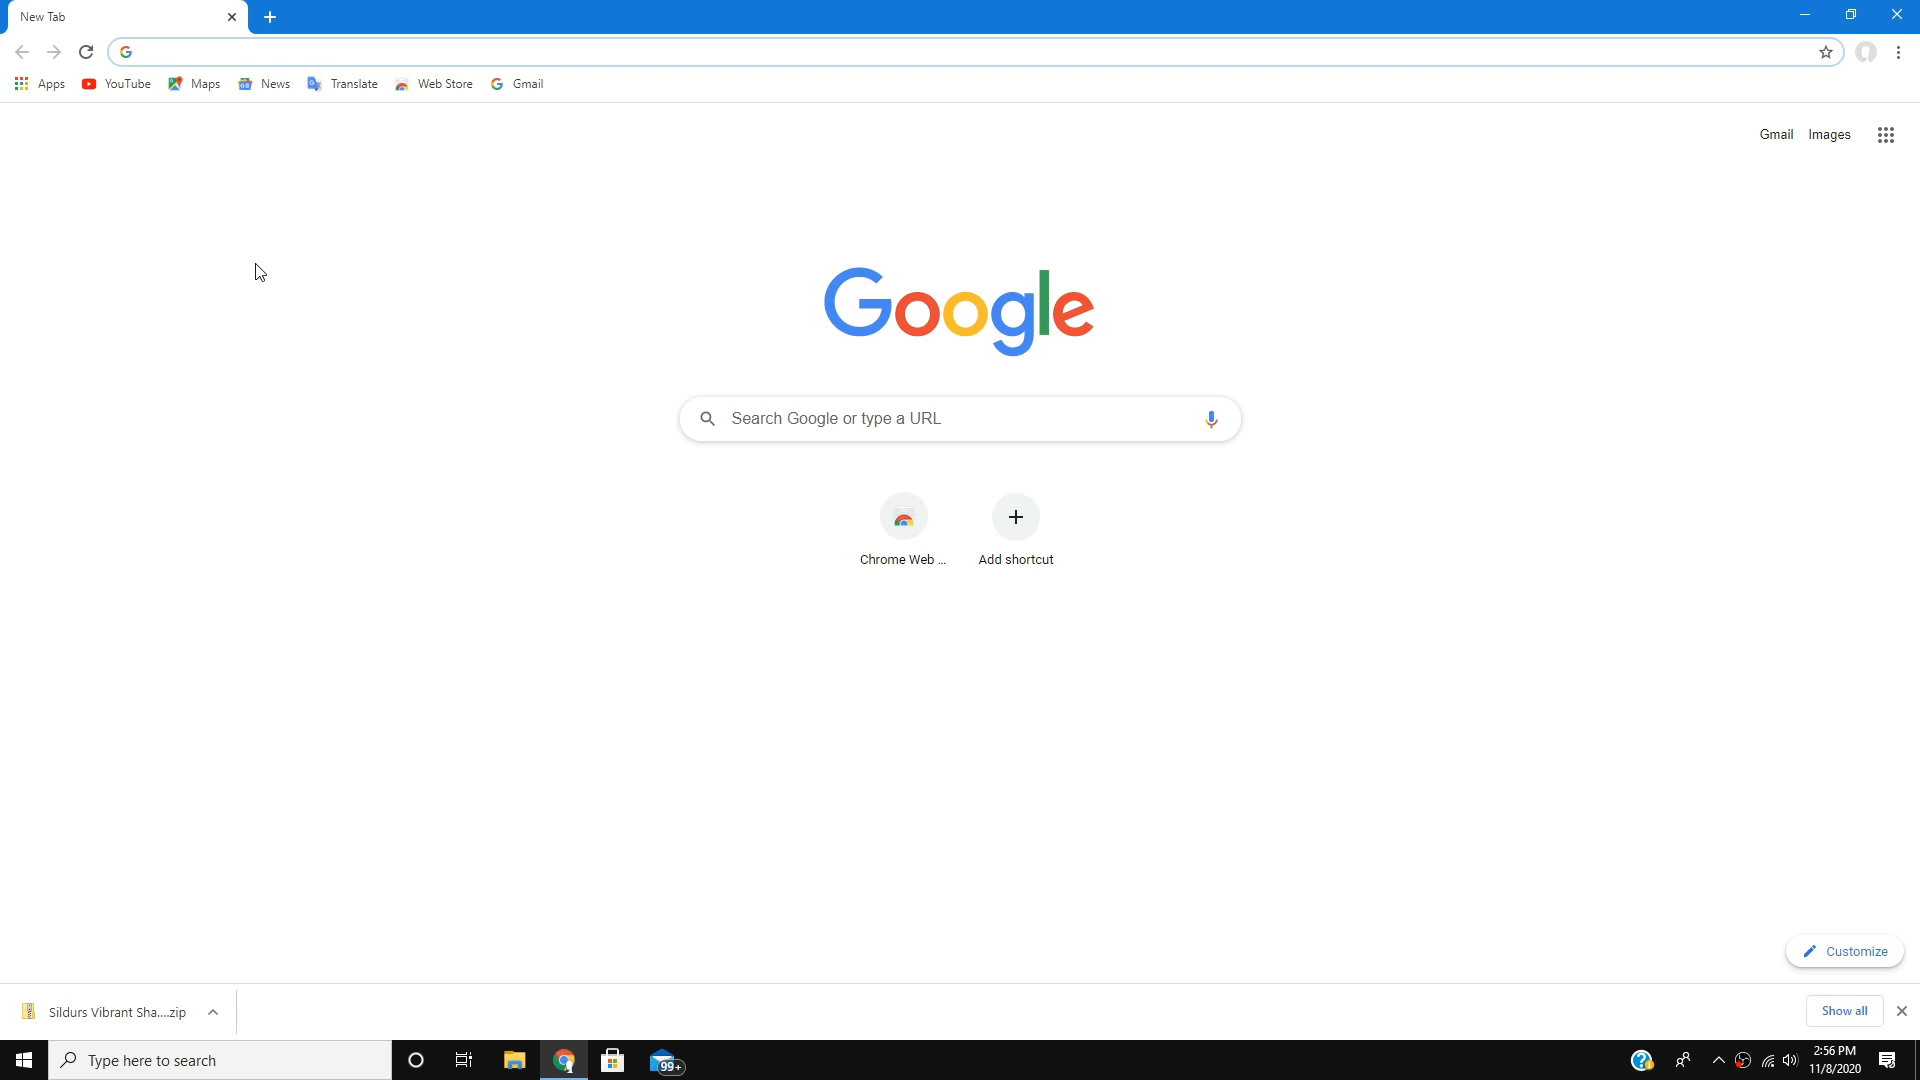 New Tab
Apps YouTube Maps News Translate Web Store Gmail
Gmail Images
Google
Search Google or type a URL
Chrome Web ... Add shortcut
Customize
Sildurs Vibrant Sha....zip
Show all
Type here to search
99+
2:56 PM
11/8/2020